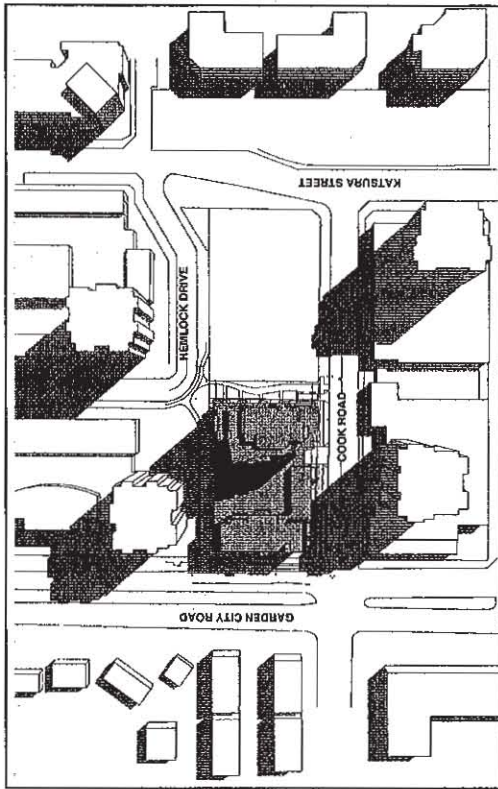 KATSURA STREET
HEMLOCK DRIVE
COOK ROAD
GARDEN CITY ROAD